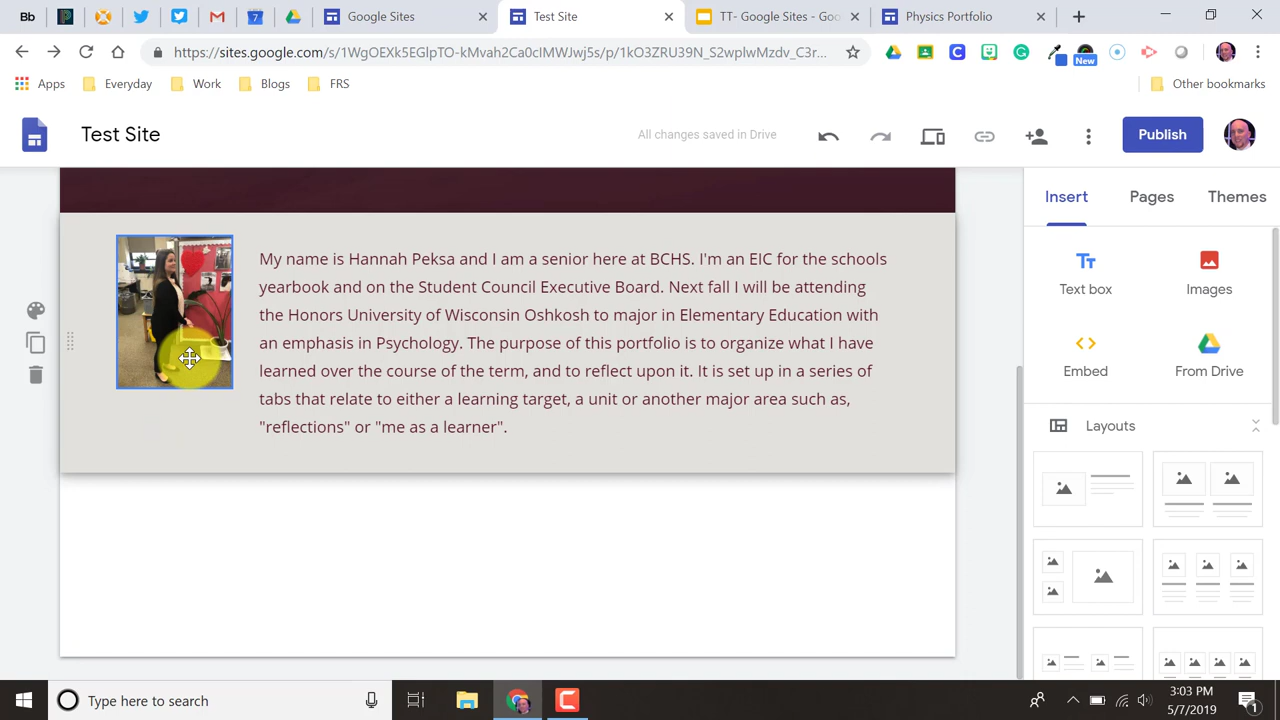 Google Sites
Test Site
TT- Google Sites - Goo
Physics Portfolio
https://sites.google.com/s/1WgOEXk5EGlpTO-kMvah2Ca0cIMWJwj5s/p/1kO3ZRU39N_S2wpIwMzdv_C3r...
New
Apps
Everyday
Work
Blogs
FRS
Other bookmarks
Test Site
All changes saved in Drive
Publish
Insert
Pages
Themes
My name is Hannah Peksa and I am a senior here at BCHS. I'm an EIC for the schools
yearbook and on the Student Council Executive Board. Next fall I will be attending
the Honors University of Wisconsin Oshkosh to major in Elementary Education with
an emphasis in Psychology. The purpose of this portfolio is to organize what I have
learned over the course of the term, and to reflect upon it. It is set up in a series of
tabs that relate to either a learning target, a unit or another major area such as,
"reflections" or "me as a learner".
Tt
Text box
Images
Embed
From Drive
Layouts
Type here to search
3:03 PM
5/7/2019
1